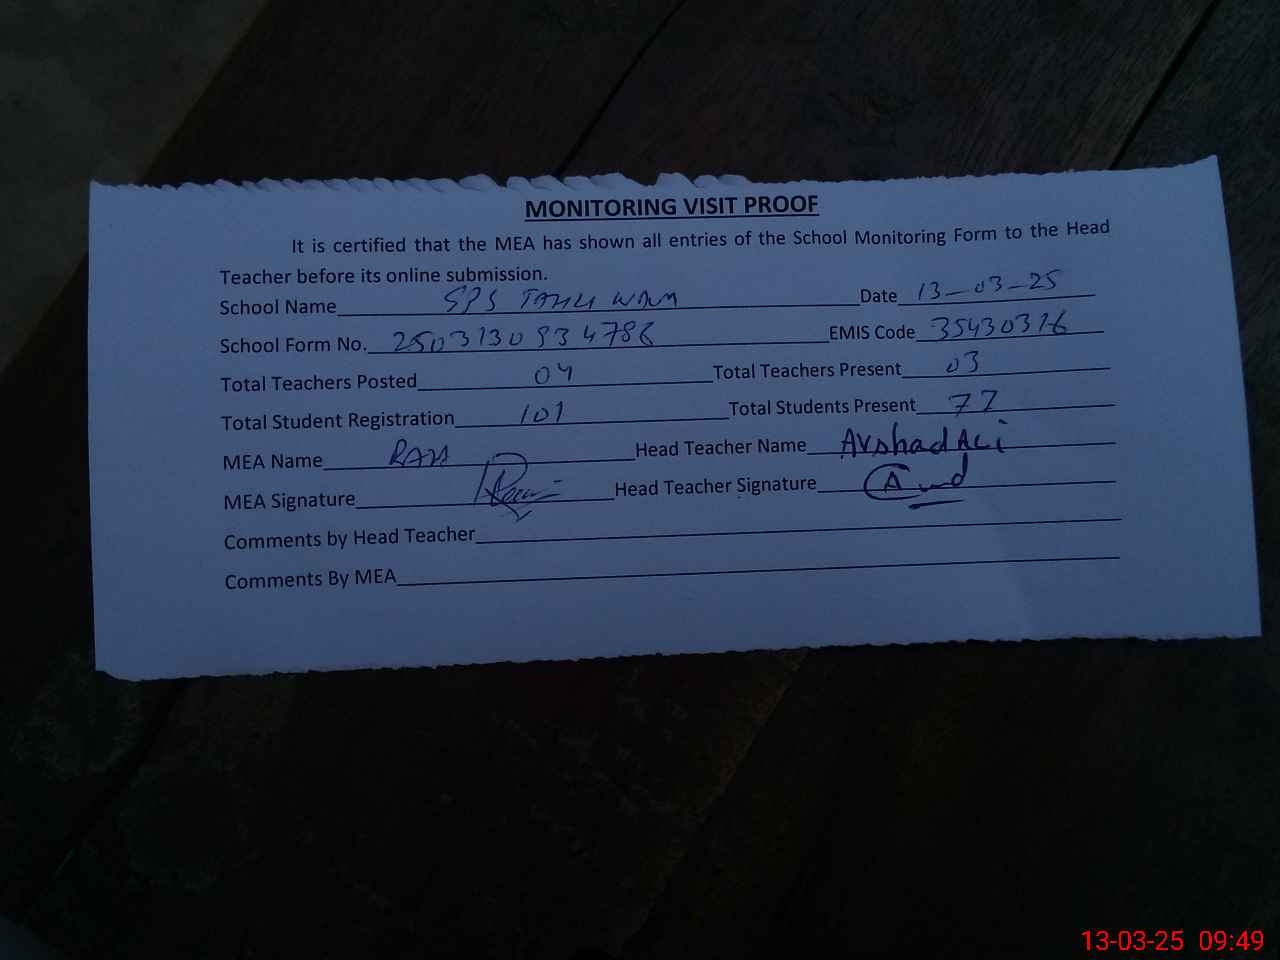 MONITORING VISIT PROOF
It is certified that the MEA has shown all entries of the School Monitoring Form to the Head
Teacher before its online submission.
School Name SPS TAHLI WALA Date 13-03-25
School Form No. 2503130934786 EMIS Code 35430316
Total Teachers Posted 04 Total Teachers Present 03
Total Student Registration 101 Total Students Present 77
MEA Name Head Teacher Name Arshad Ali
MEA Signature Head Teacher Signature
Comments by Head Teacher
Comments By MEA
13-03-25 09:49